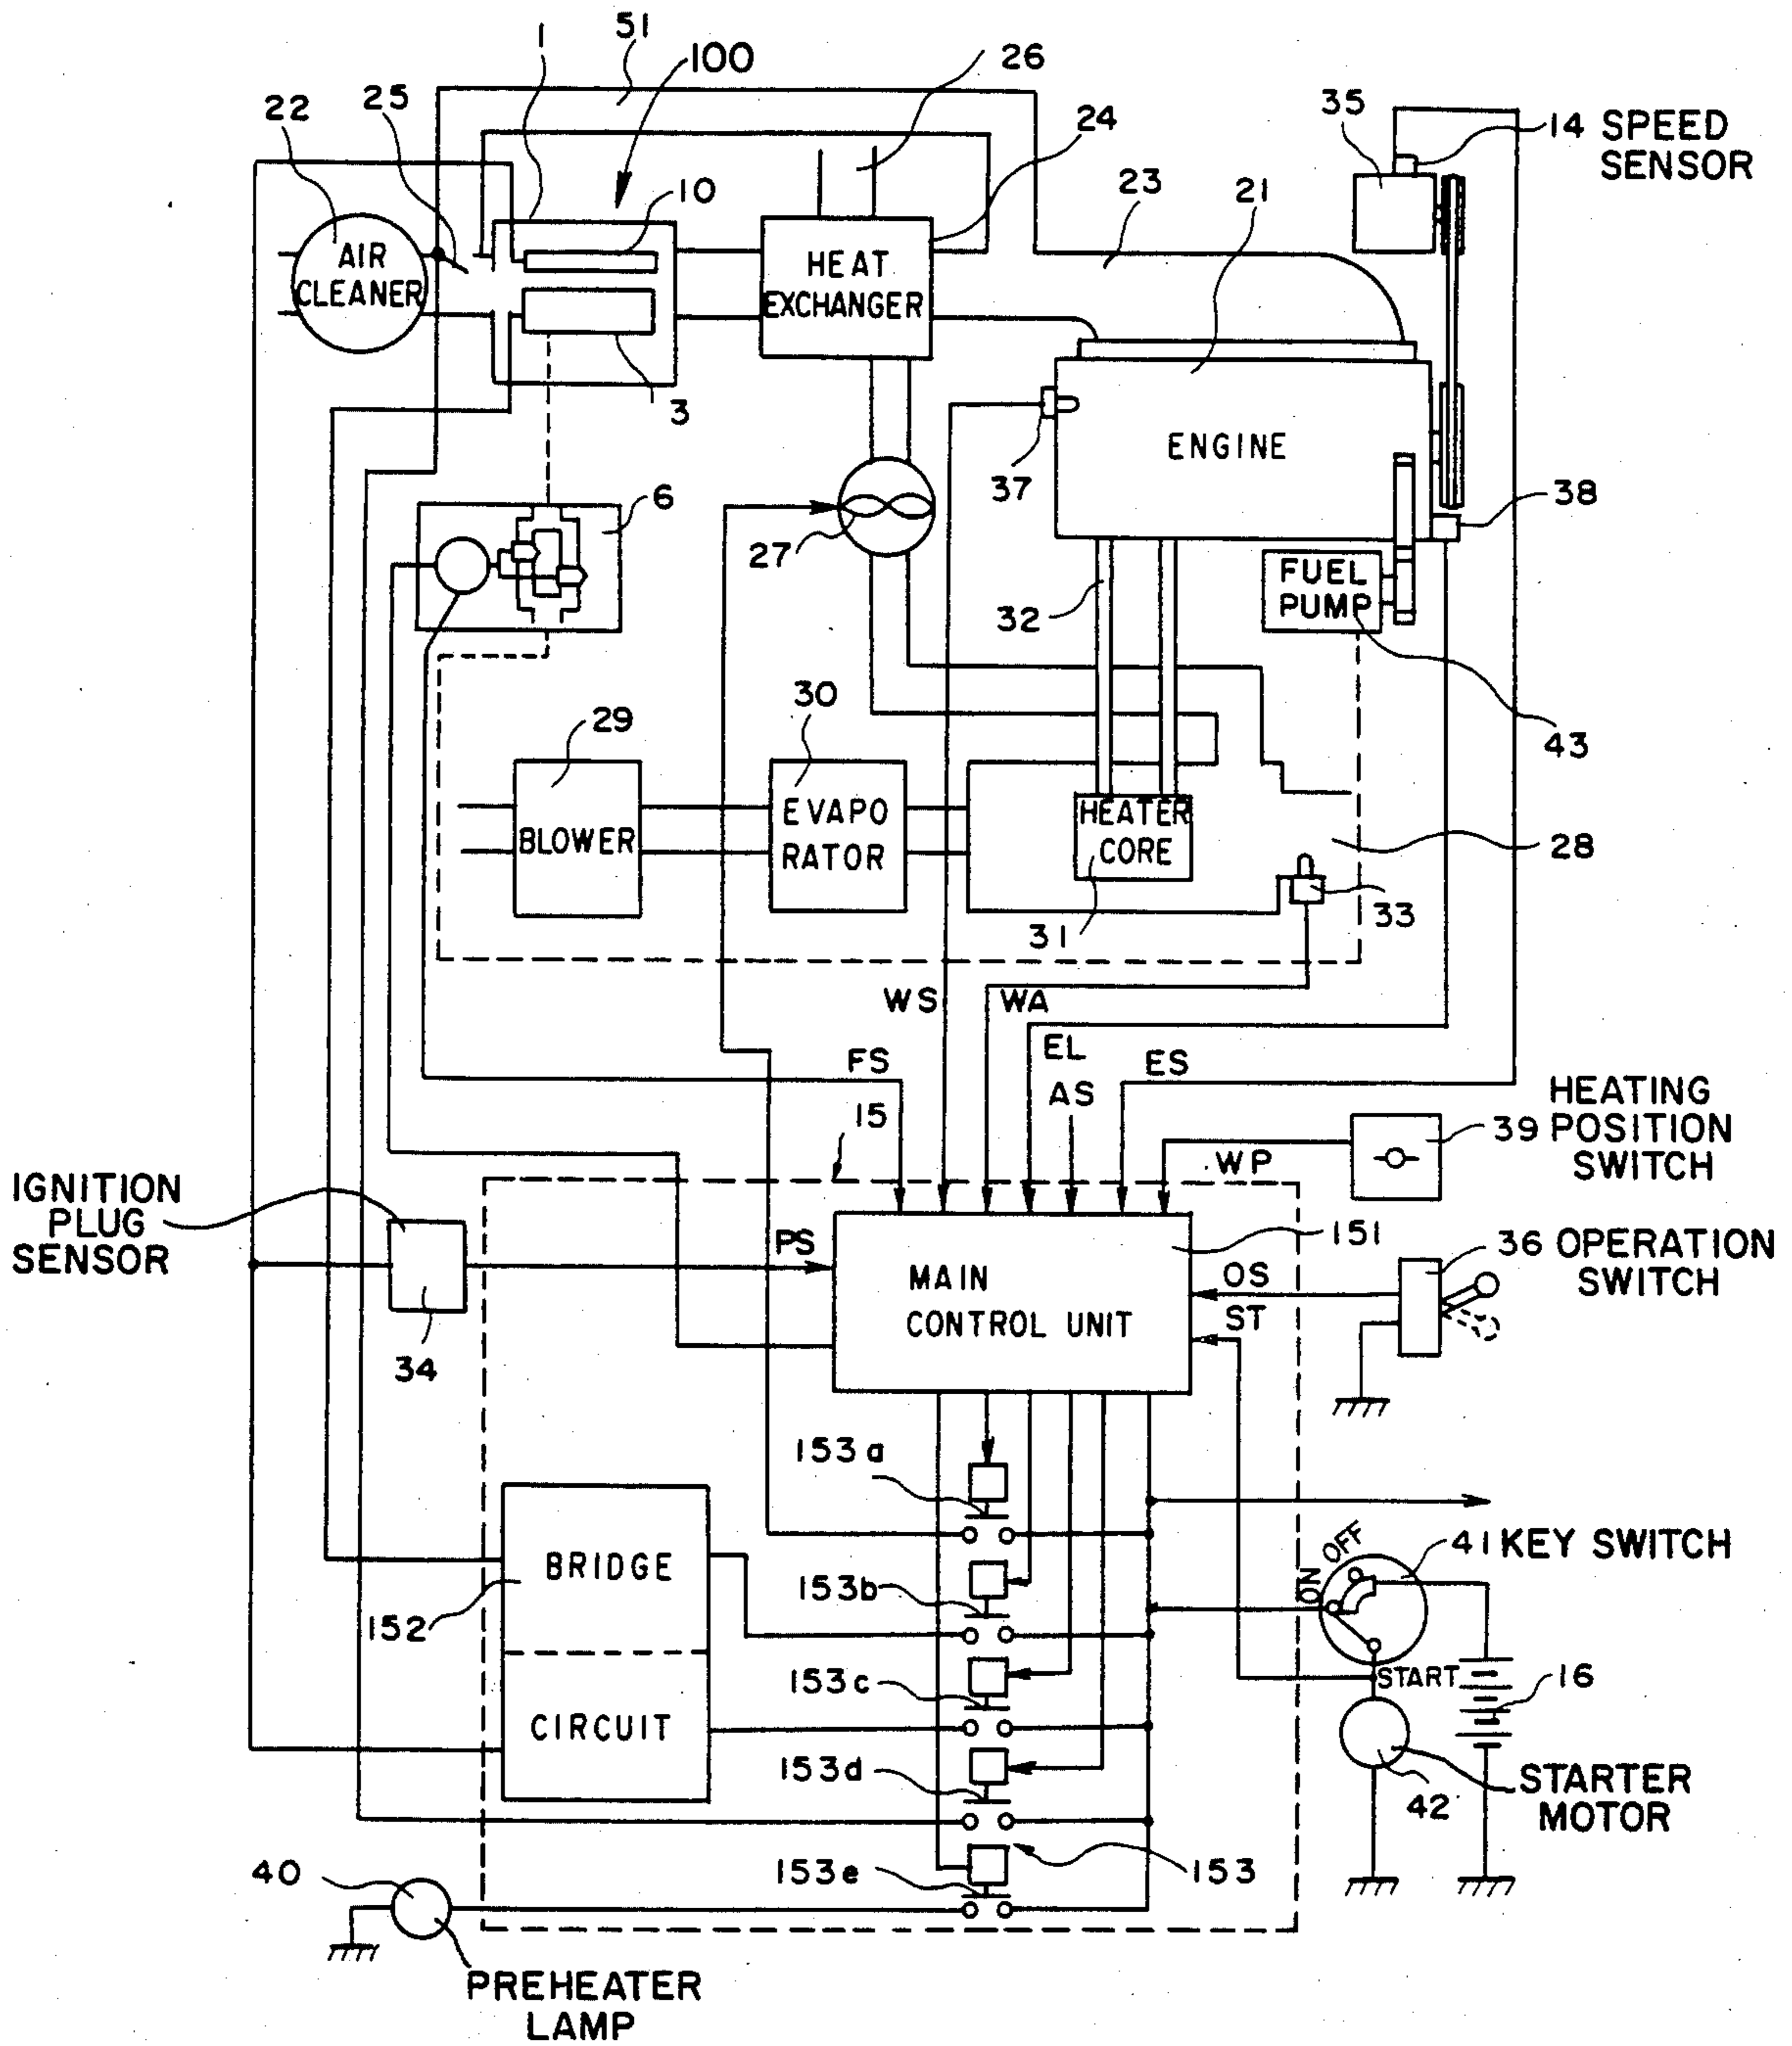 1
51
100
26
22
25
24
35
14 SPEED
SENSOR
10
23
21
AIR
CLEANER
HEAT
EXCHANGER
3
ENGINE
37
6
38
27
FUEL
PUMP
32
30
29
43
EVAPO
RATOR
BLOWER
HEATER
CORE
28
33
31
WS
WA
EL
FS
ES
AS
15
HEATING
39 POSITION
SWITCH
WP
IGNITION
PLUG
SENSOR
PS
151
36 OPERATION
SWITCH
OS
MAIN
CONTROL UNIT
ST
34
153a
OFF
41 KEY SWITCH
ON
BRIDGE
153b
152
153c
START
16
CIRCUIT
153d
STARTER
MOTOR
42
40
153e
153
PREHEATER
LAMP